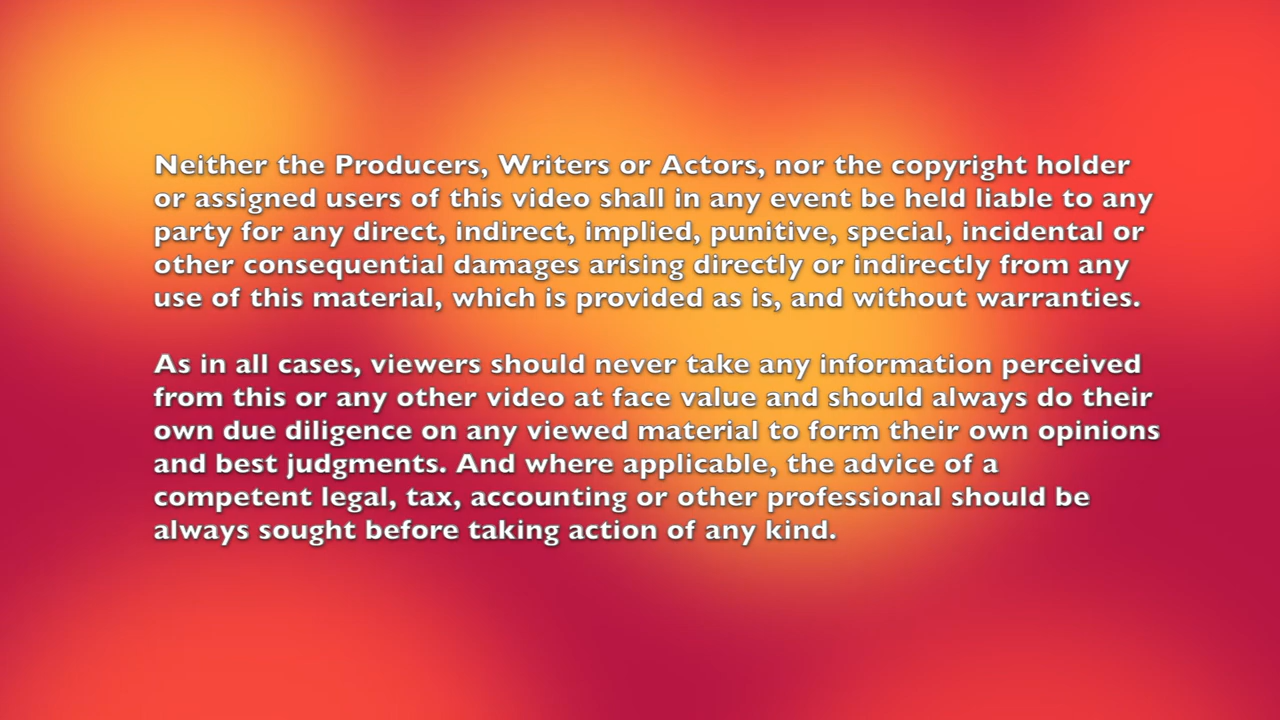 Neither the Producers, Writers or Actors, nor the copyright holder
or assigned users of this video shall in any event be held liable to any
party for any direct, indirect, implied, punitive, special, incidental or
other consequential damages arising directly or indirectly from any
use of this material, which is provided as is, and without warranties.
As in all cases, viewers should never take any information perceived
from this or any other video at face value and should always do their
own due diligence on any viewed material to form their own opinions
and best judgments. And where applicable, the advice of a
competent legal, tax, accounting or other professional should be
always sought before taking action of any kind.